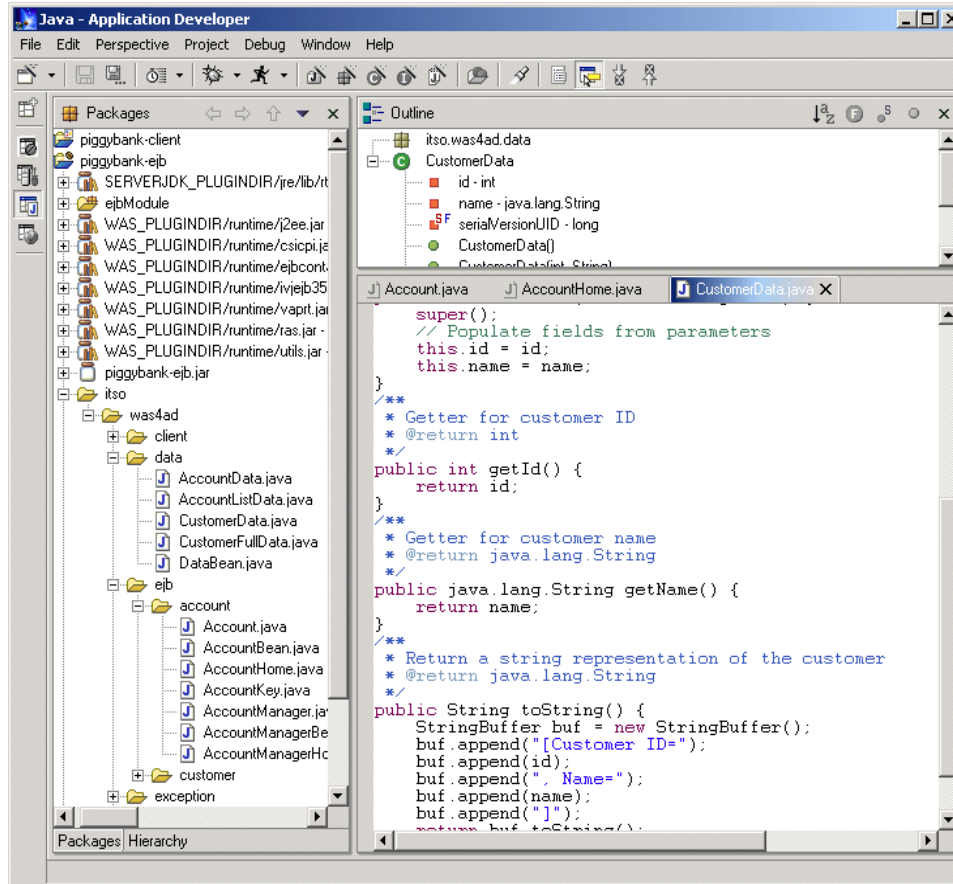 Java - Application Developer
File Edit Perspective Project Debug Window Help
Packages
piggybank-client
piggybank-ejb
SERVERJDK_PLUGINDIR/jre/lib/rt
ejbModule
WAS_PLUGINDIR/runtime/j2ee.jar
WAS_PLUGINDIR/runtime/csicpi.ja
WAS_PLUGINDIR/runtime/ejbcont
WAS_PLUGINDIR/runtime/ivjejb35
WAS_PLUGINDIR/runtime/vaprt.jar
WAS_PLUGINDIR/runtime/ras.jar -
WAS_PLUGINDIR/runtime/utils.jar -
piggybank-ejb.jar
itso
was4ad
client
data
AccountData.java
AccountListData.java
CustomerData.java
CustomerFullData.java
DataBean.java
ejb
account
Account.java
AccountBean.java
AccountHome.java
AccountKey.java
AccountManager.ja
AccountManagerBe
AccountManagerHo
customer
exception
Packages Hierarchy
Outline
itso.was4ad.data
CustomerData
id - int
name - java.lang.String
serialVersionUID - long
CustomerData()
CustomerData(int, String)
Account.java AccountHome.java CustomerData.java
super();
// Populate fields from parameters
this.id = id;
this.name = name;
}
/**
* Getter for customer ID
* @return int
*/
public int getId() {
return id;
}
/**
* Getter for customer name
* @return java.lang.String
*/
public java.lang.String getName() {
return name;
}
/**
* Return a string representation of the customer
* @return java.lang.String
*/
public String toString() {
StringBuffer buf = new StringBuffer();
buf.append("[Customer ID=");
buf.append(id);
buf.append(", Name=");
buf.append(name);
buf.append("]");
return buf.toString();